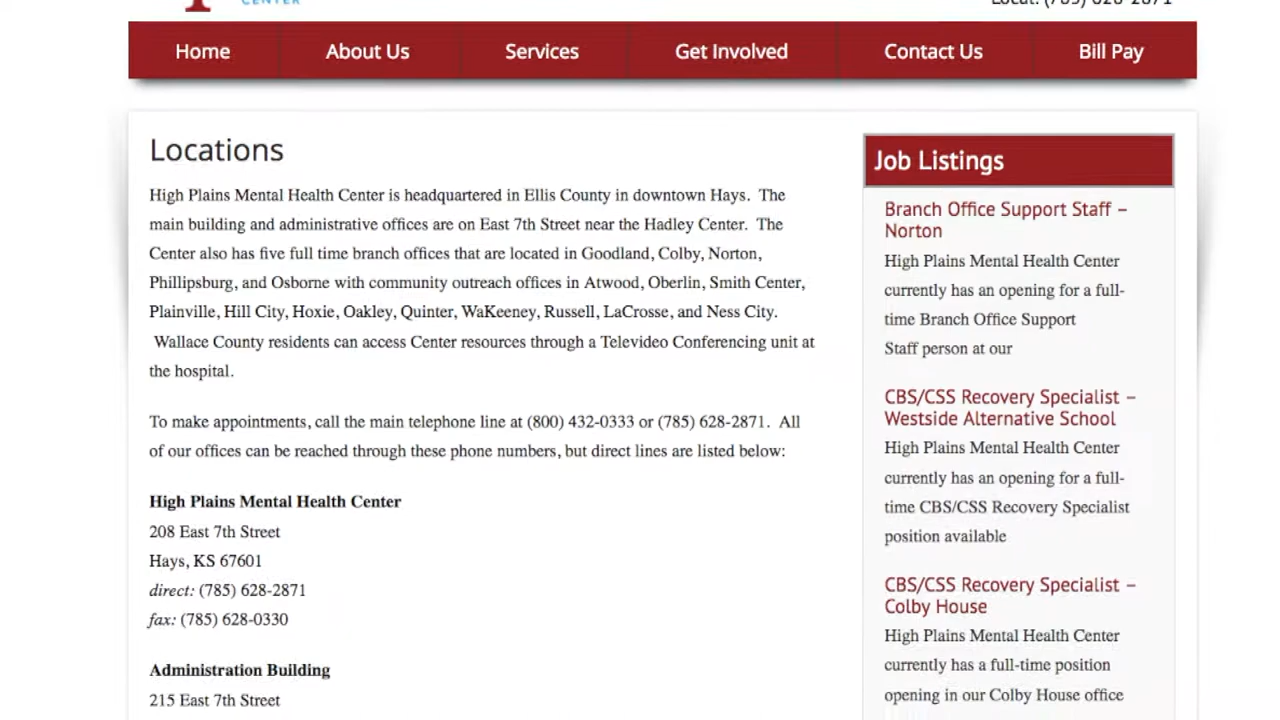 CENTER
Local: (785) 628-2871
Home
About Us
Services
Get Involved
Contact Us
Bill Pay
Locations
High Plains Mental Health Center is headquartered in Ellis County in downtown Hays. The
main building and administrative offices are on East 7th Street near the Hadley Center. The
Center also has five full time branch offices that are located in Goodland, Colby, Norton,
Phillipsburg, and Osborne with community outreach offices in Atwood, Oberlin, Smith Center,
Plainville, Hill City, Hoxie, Oakley, Quinter, WaKeeney, Russell, LaCrosse, and Ness City.
Wallace County residents can access Center resources through a Televideo Conferencing unit at
the hospital.
To make appointments, call the main telephone line at (800) 432-0333 or (785) 628-2871. All
of our offices can be reached through these phone numbers, but direct lines are listed below:
High Plains Mental Health Center
208 East 7th Street
Hays, KS 67601
direct: (785) 628-2871
fax: (785) 628-0330
Administration Building
215 East 7th Street
Job Listings
Branch Office Support Staff –
Norton
High Plains Mental Health Center
currently has an opening for a full-
time Branch Office Support
Staff person at our
CBS/CSS Recovery Specialist –
Westside Alternative School
High Plains Mental Health Center
currently has an opening for a full-
time CBS/CSS Recovery Specialist
position available
CBS/CSS Recovery Specialist –
Colby House
High Plains Mental Health Center
currently has a full-time position
opening in our Colby House office